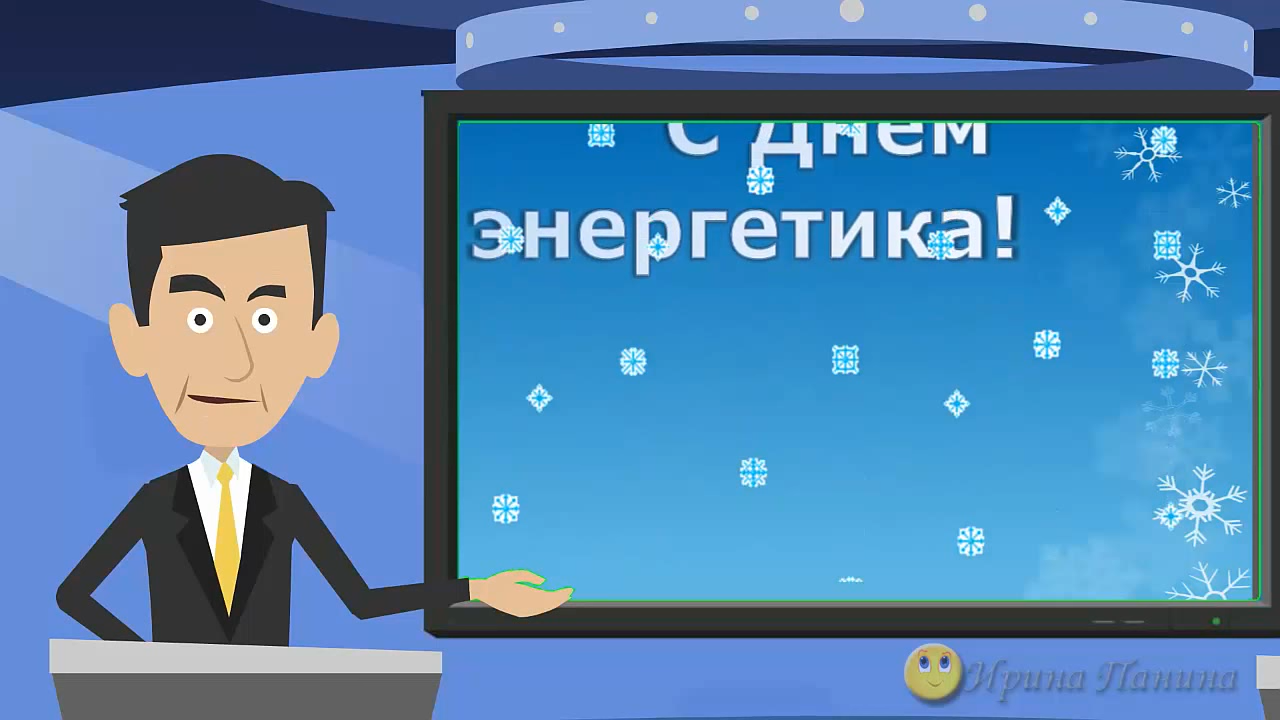 С Днем
энергетика!
Ирина Панина